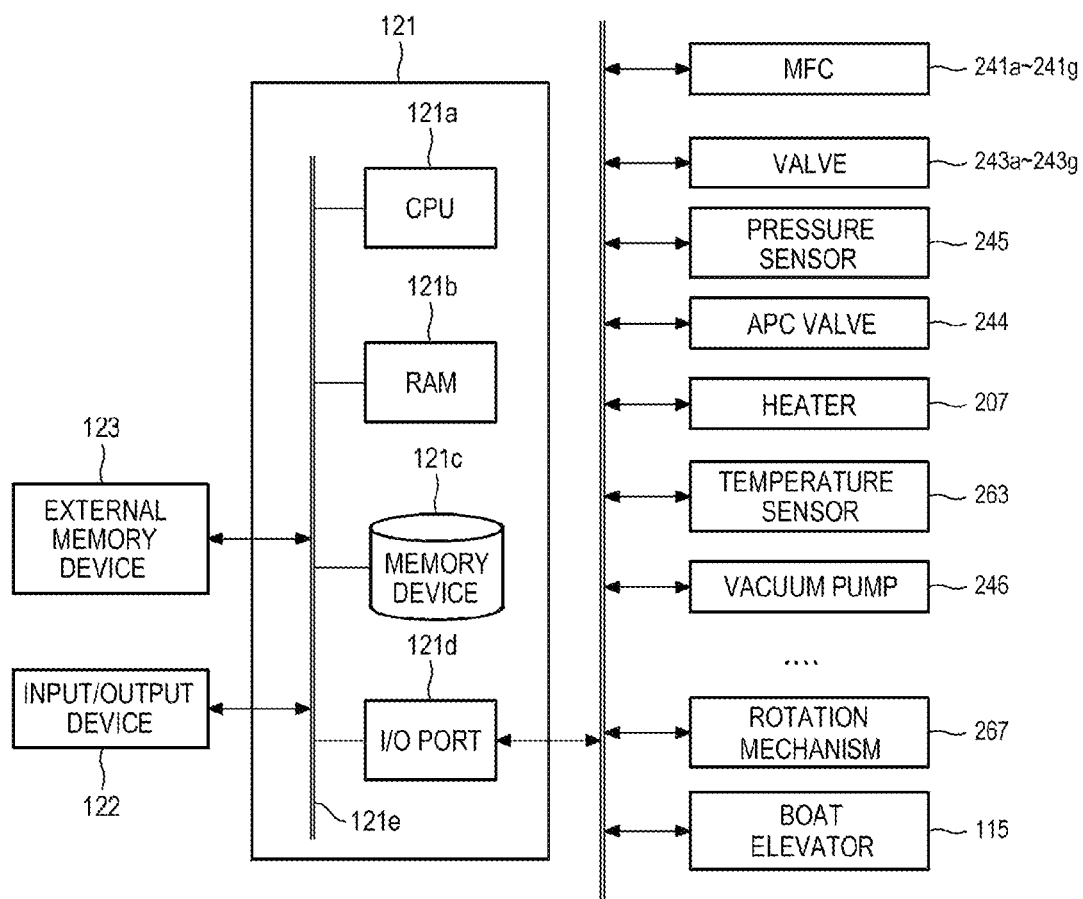 121
121a
CPU
121b
RAM
121c
MEMORY
DEVICE
121d
I/O PORT
121e
123
EXTERNAL
MEMORY
DEVICE
INPUT/OUTPUT
DEVICE
122
MFC
241a~241g
VALVE
243a~243g
PRESSURE
SENSOR
245
APC VALVE
244
HEATER
207
TEMPERATURE
SENSOR
263
VACUUM PUMP
246
....
ROTATION
MECHANISM
267
BOAT
ELEVATOR
115